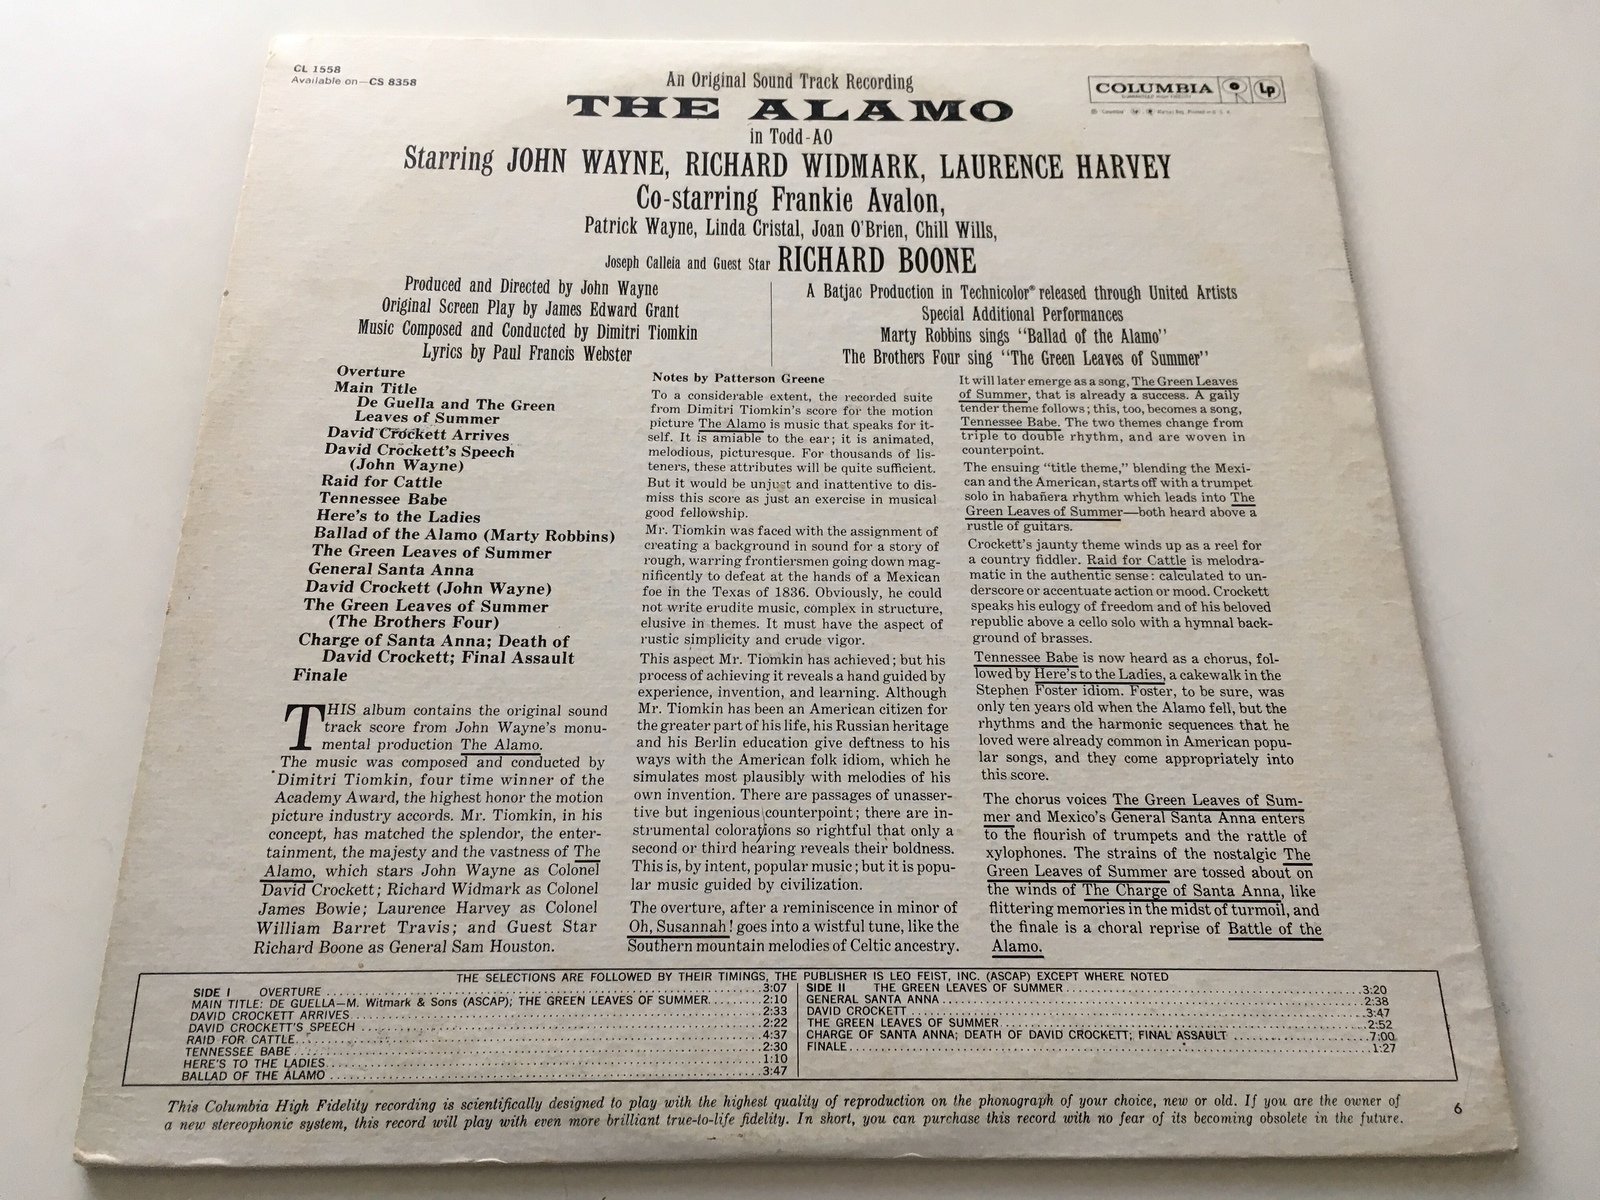 CL 1558
Available on—CS 8358
An Original Sound Track Recording
COLUMBIA
Lp
THE ALAMO
in Todd-AO
Starring JOHN WAYNE, RICHARD WIDMARK, LAURENCE HARVEY
Co-starring Frankie Avalon,
Patrick Wayne, Linda Cristal, Joan O'Brien, Chill Wills,
Joseph Calleia and Guest Star RICHARD BOONE
Produced and Directed by John Wayne
Original Screen Play by James Edward Grant
Music Composed and Conducted by Dimitri Tiomkin
Lyrics by Paul Francis Webster
A Batjac Production in Technicolor® released through United Artists
Special Additional Performances
Marty Robbins sings "Ballad of the Alamo"
The Brothers Four sing "The Green Leaves of Summer"
Overture
Main Title
De Guella and The Green
Leaves of Summer
David Crockett Arrives
David Crockett's Speech
(John Wayne)
Raid for Cattle
Tennessee Babe
Here's to the Ladies
Ballad of the Alamo (Marty Robbins)
The Green Leaves of Summer
General Santa Anna
David Crockett (John Wayne)
The Green Leaves of Summer
(The Brothers Four)
Charge of Santa Anna; Death of
David Crockett; Final Assault
Finale
THIS album contains the original sound
track score from John Wayne's monu-
mental production The Alamo.
The music was composed and conducted by
Dimitri Tiomkin, four time winner of the
Academy Award, the highest honor the motion
picture industry accords. Mr. Tiomkin, in his
concept, has matched the splendor, the enter-
tainment, the majesty and the vastness of The
Alamo, which stars John Wayne as Colonel
David Crockett; Richard Widmark as Colonel
James Bowie; Laurence Harvey as Colonel
William Barret Travis; and Guest Star
Richard Boone as General Sam Houston.
Notes by Patterson Greene
To a considerable extent, the recorded suite
from Dimitri Tiomkin's score for the motion
picture The Alamo is music that speaks for it-
self. It is amiable to the ear; it is animated,
melodious, picturesque. For thousands of lis-
teners, these attributes will be quite sufficient.
But it would be unjust and inattentive to dis-
miss this score as just an exercise in musical
good fellowship.
Mr. Tiomkin was faced with the assignment of
creating a background in sound for a story of
rough, warring frontiersmen going down mag-
nificently to defeat at the hands of a Mexican
foe in the Texas of 1836. Obviously, he could
not write erudite music, complex in structure,
elusive in themes. It must have the aspect of
rustic simplicity and crude vigor.
This aspect Mr. Tiomkin has achieved; but his
process of achieving it reveals a hand guided by
experience, invention, and learning. Although
Mr. Tiomkin has been an American citizen for
the greater part of his life, his Russian heritage
and his Berlin education give deftness to his
ways with the American folk idiom, which he
simulates most plausibly with melodies of his
own invention. There are passages of unasser-
tive but ingenious counterpoint; there are in-
strumental colorations so rightful that only a
second or third hearing reveals their boldness.
This is, by intent, popular music; but it is popu-
lar music guided by civilization.
The overture, after a reminiscence in minor of
Oh, Susannah! goes into a wistful tune, like the
Southern mountain melodies of Celtic ancestry.
It will later emerge as a song, The Green Leaves
of Summer, that is already a success. A gaily
tender theme follows; this, too, becomes a song,
Tennessee Babe. The two themes change from
triple to double rhythm, and are woven in
counterpoint.
The ensuing "title theme," blending the Mexi-
can and the American, starts off with a trumpet
solo in habañera rhythm which leads into The
Green Leaves of Summer—both heard above a
rustle of guitars.
Crockett's jaunty theme winds up as a reel for
a country fiddler. Raid for Cattle is melodra-
matic in the authentic sense: calculated to un-
derscore or accentuate action or mood. Crockett
speaks his eulogy of freedom and of his beloved
republic above a cello solo with a hymnal back-
ground of brasses.
Tennessee Babe is now heard as a chorus, fol-
lowed by Here's to the Ladies, a cakewalk in the
Stephen Foster idiom. Foster, to be sure, was
only ten years old when the Alamo fell, but the
rhythms and the harmonic sequences that he
loved were already common in American popu-
lar songs, and they come appropriately into
this score.
The chorus voices The Green Leaves of Sum-
mer and Mexico's General Santa Anna enters
to the flourish of trumpets and the rattle of
xylophones. The strains of the nostalgic The
Green Leaves of Summer are tossed about on
the winds of The Charge of Santa Anna, like
flittering memories in the midst of turmoil, and
the finale is a choral reprise of Battle of the
Alamo.
THE SELECTIONS ARE FOLLOWED BY THEIR TIMINGS, THE PUBLISHER IS LEO FEIST, INC. (ASCAP) EXCEPT WHERE NOTED
SIDE I OVERTURE 3:07
MAIN TITLE: DE GUELLA—M. Witmark & Sons (ASCAP); THE GREEN LEAVES OF SUMMER 2:10
DAVID CROCKETT ARRIVES 2:33
DAVID CROCKETT'S SPEECH 2:22
RAID FOR CATTLE 4:37
TENNESSEE BABE 2:30
HERE'S TO THE LADIES 1:10
BALLAD OF THE ALAMO 3:47
SIDE II THE GREEN LEAVES OF SUMMER 3:20
GENERAL SANTA ANNA 2:38
DAVID CROCKETT 3:47
THE GREEN LEAVES OF SUMMER 2:52
CHARGE OF SANTA ANNA; DEATH OF DAVID CROCKETT; FINAL ASSAULT 7:00
FINALE 1:27
This Columbia High Fidelity recording is scientifically designed to play with the highest quality of reproduction on the phonograph of your choice, new or old. If you are the owner of
a new stereophonic system, this record will play with even more brilliant true-to-life fidelity. In short, you can purchase this record with no fear of its becoming obsolete in the future.
6